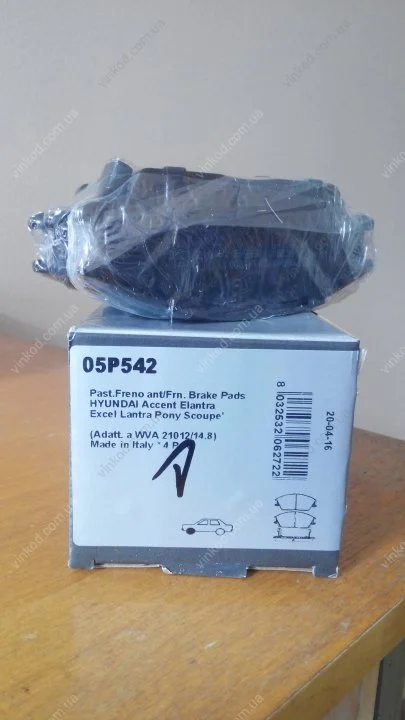 05P542
Past.Freno ant/Frn. Brake Pads
HYUNDAI Accent Elantra
Excel Lantra Pony Scoupe'
(Adatt. a WVA 21012/14.8)
Made in Italy * 4
8 032532 062722
20-04-16
vinkod.com.ua